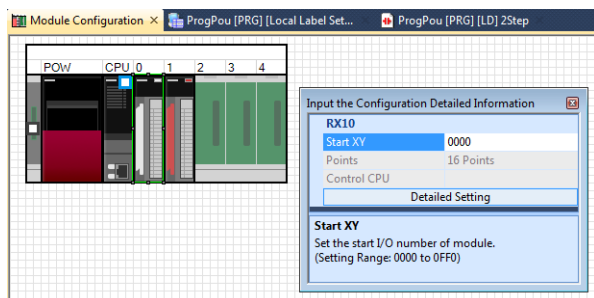 Module Configuration × ProgPou [PRG] [Local Label Set... × ProgPou [PRG] [LD] 2Step ×
POW CPU 0 1 2 3 4
Input the Configuration Detailed Information
RX10
Start XY 0000
Points 16 Points
Control CPU
Detailed Setting
Start XY
Set the start I/O number of module.
(Setting Range: 0000 to 0FF0)